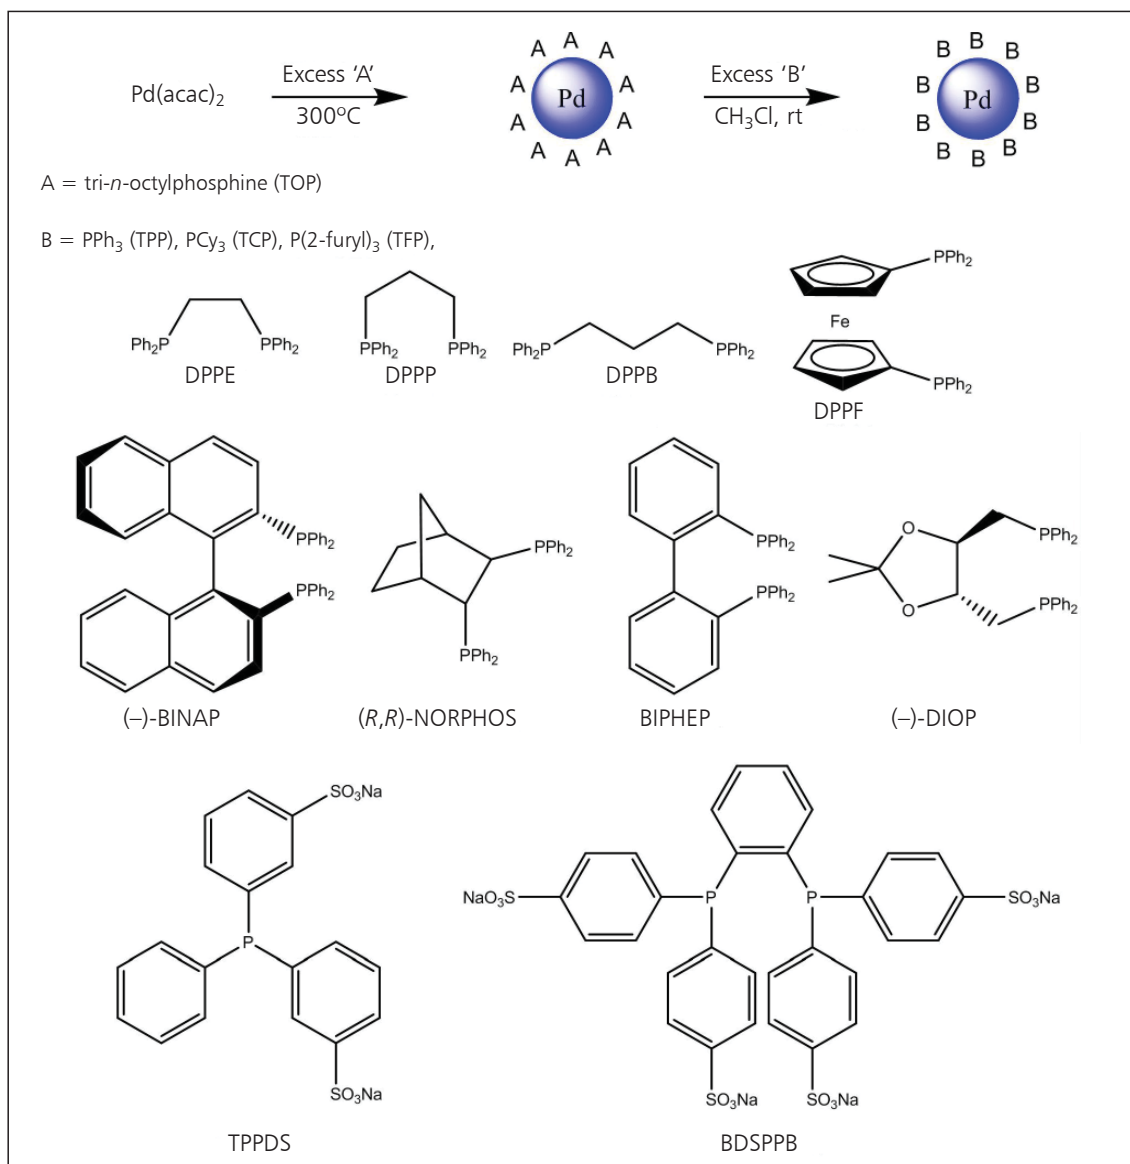 Pd(acac)2
Excess ‘A’
300ºC
A A A A A A A A A A
Pd
Excess ‘B’
CH3Cl, rt
B B B B B B B B B B
Pd
A = tri-n-octylphosphine (TOP)
B = PPh3 (TPP), PCy3 (TCP), P(2-furyl)3 (TFP),
Ph2P PPh2
DPPE
PPh2 PPh2
DPPP
Ph2P PPh2
DPPB
PPh2
Fe
PPh2
DPPF
PPh2
PPh2
(–)-BINAP
PPh2
PPh2
(R,R)-NORPHOS
PPh2
PPh2
BIPHEP
O
O
PPh2
PPh2
(–)-DIOP
SO3Na
P
SO3Na
TPPDS
NaO3S P P SO3Na
SO3Na SO3Na
BDSPPB